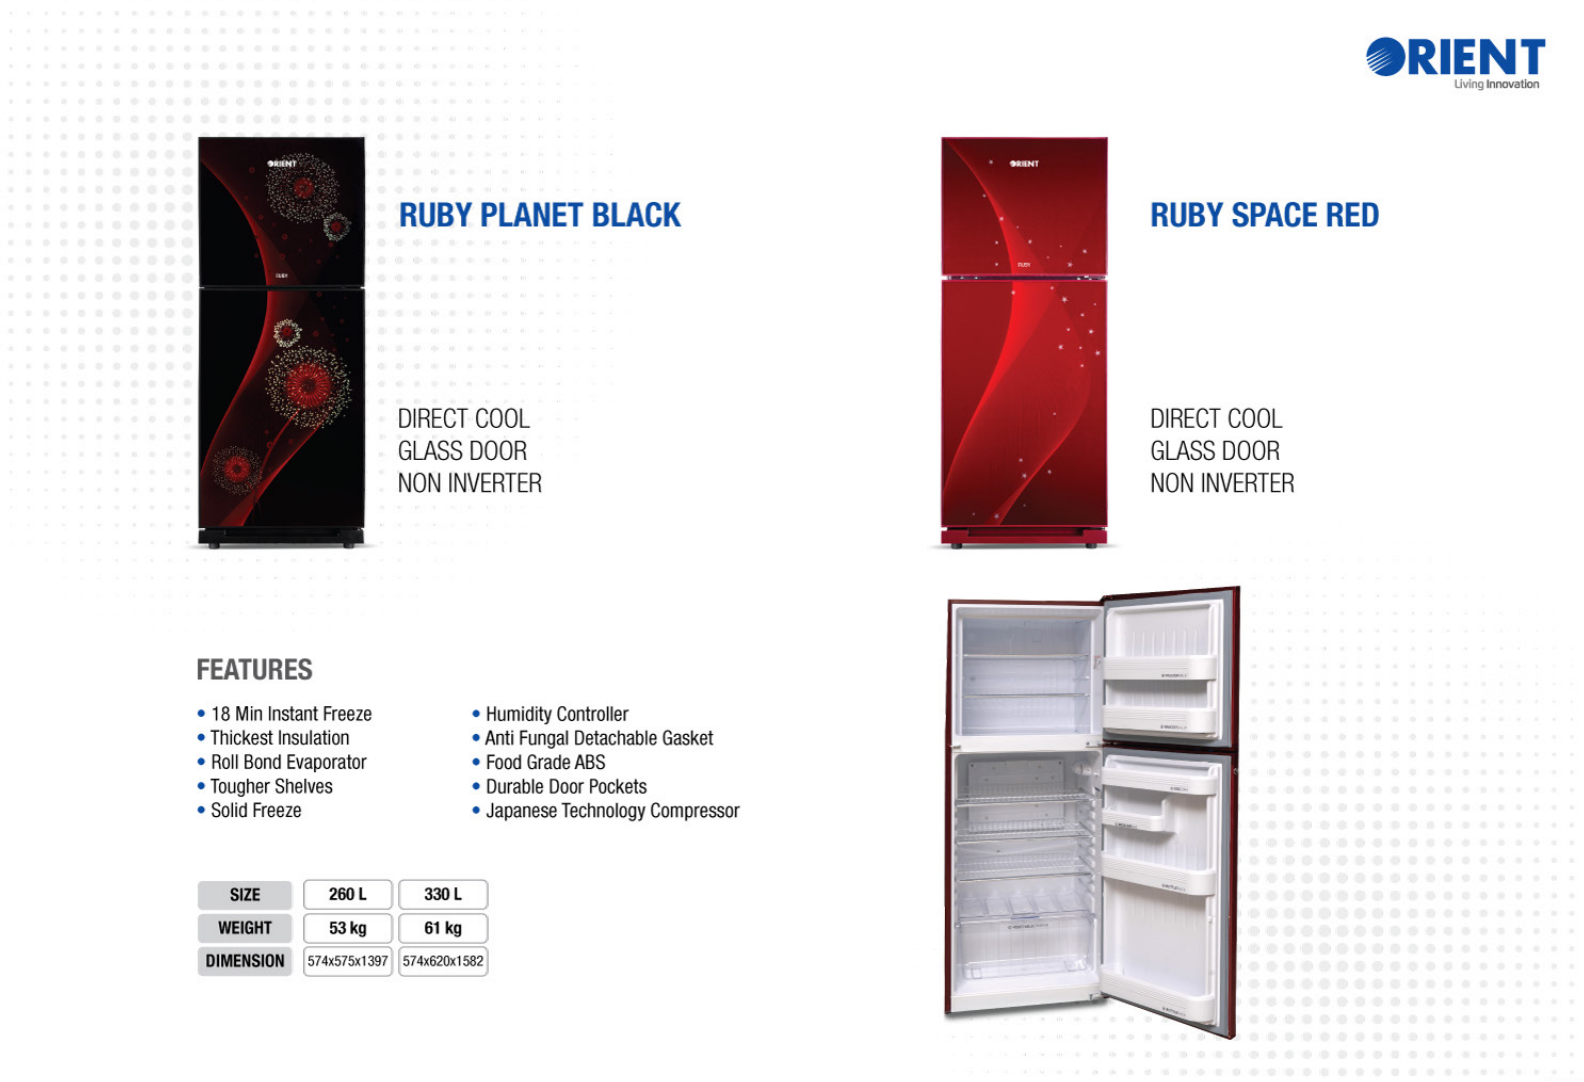 ORIENT
Living Innovation
ORIENT
RUBY
RUBY PLANET BLACK
DIRECT COOL
GLASS DOOR
NON INVERTER
ORIENT
RUBY
RUBY SPACE RED
DIRECT COOL
GLASS DOOR
NON INVERTER
FEATURES
• 18 Min Instant Freeze
• Thickest Insulation
• Roll Bond Evaporator
• Tougher Shelves
• Solid Freeze
• Humidity Controller
• Anti Fungal Detachable Gasket
• Food Grade ABS
• Durable Door Pockets
• Japanese Technology Compressor
SIZE 260 L 330 L
WEIGHT 53 kg 61 kg
DIMENSION 574x575x1397 574x620x1582